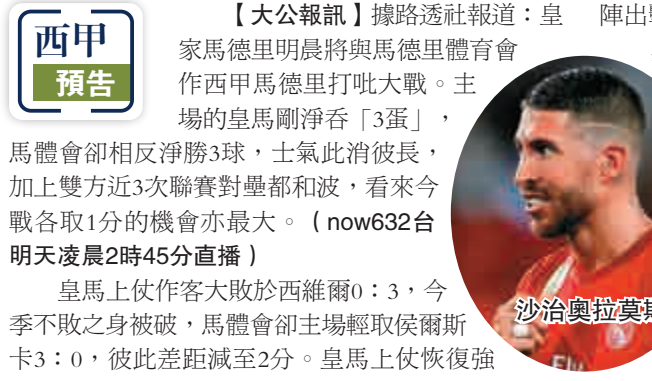 西甲
預告
【大公報訊】據路透社報道：皇
家馬德里明晨將與馬德里體育會
作西甲馬德里打吡大戰。主
場的皇馬剛淨吞「3蛋」，
馬體會卻相反淨勝3球，士氣此消彼長，
加上雙方近3次聯賽對壘都和波，看來今
戰各取1分的機會亦最大。（now632台
明天凌晨2時45分直播）
皇馬上仗作客大敗於西維爾0：3，今
季不敗之身被破，馬體會卻主場輕取侯爾斯
卡3：0，彼此差距減至2分。皇馬上仗恢復強
陣出
沙治奧拉莫斯